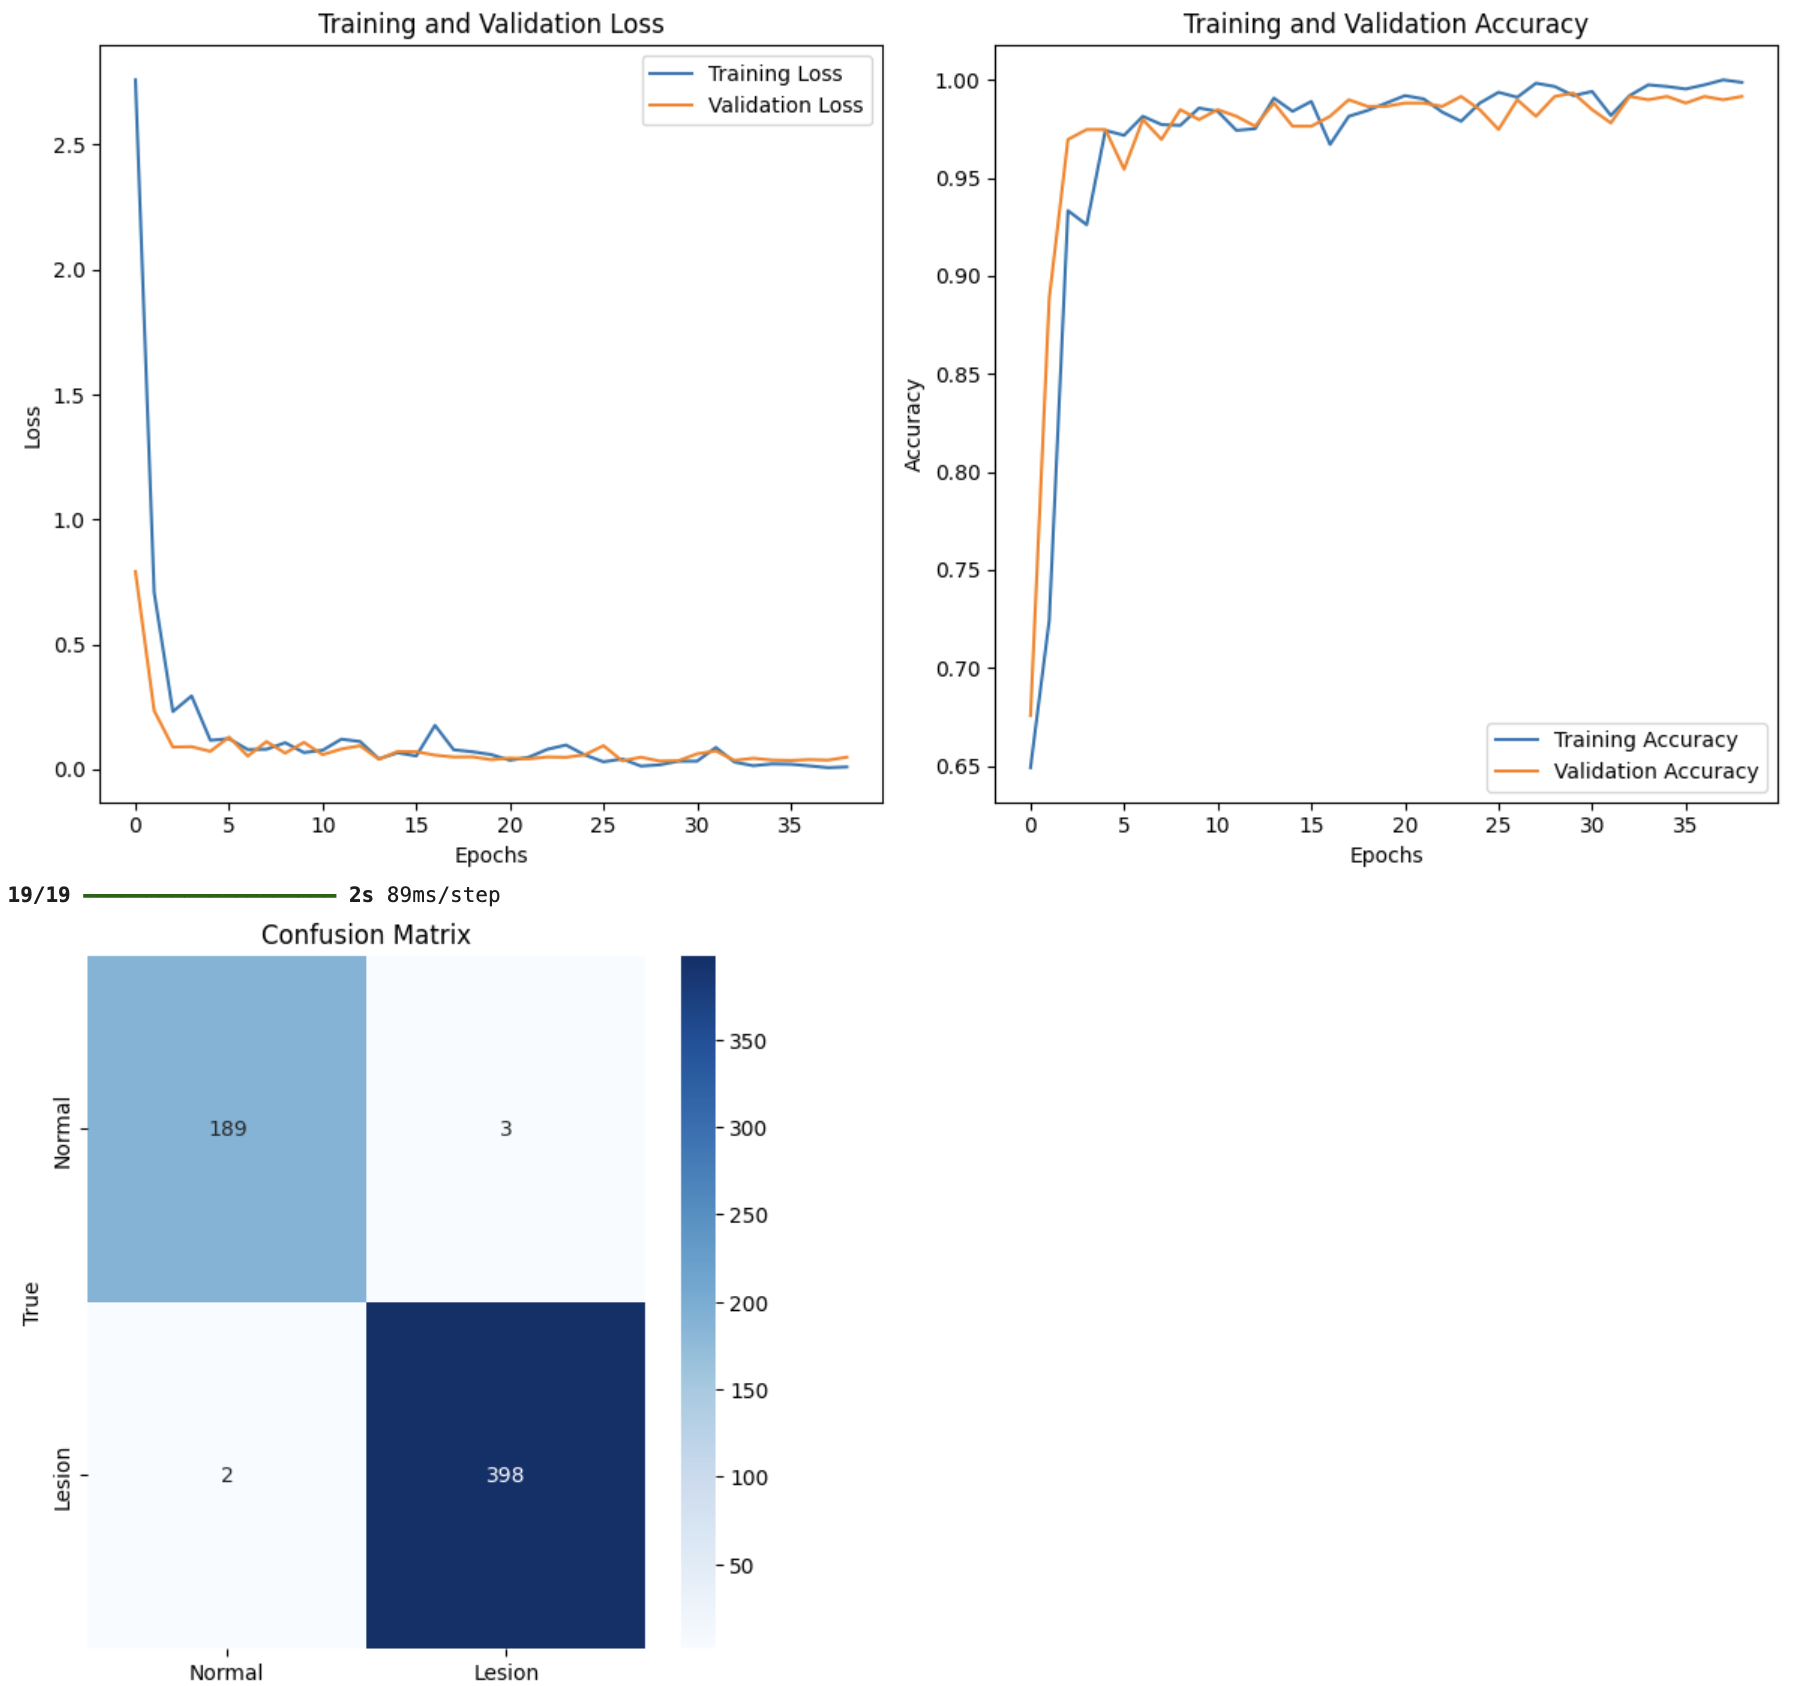 Training and Validation Loss
Training Loss
Validation Loss
2.5
2.0
1.5
1.0
0.5
0.0
Loss
0 5 10 15 20 25 30 35
Epochs
Training and Validation Accuracy
1.00
0.95
0.90
0.85
0.80
0.75
0.70
0.65
Accuracy
Training Accuracy
Validation Accuracy
0 5 10 15 20 25 30 35
Epochs
19/19 2s 89ms/step
Confusion Matrix
Normal
189 3
True
Lesion
2 398
Normal Lesion
350
300
250
200
150
100
50